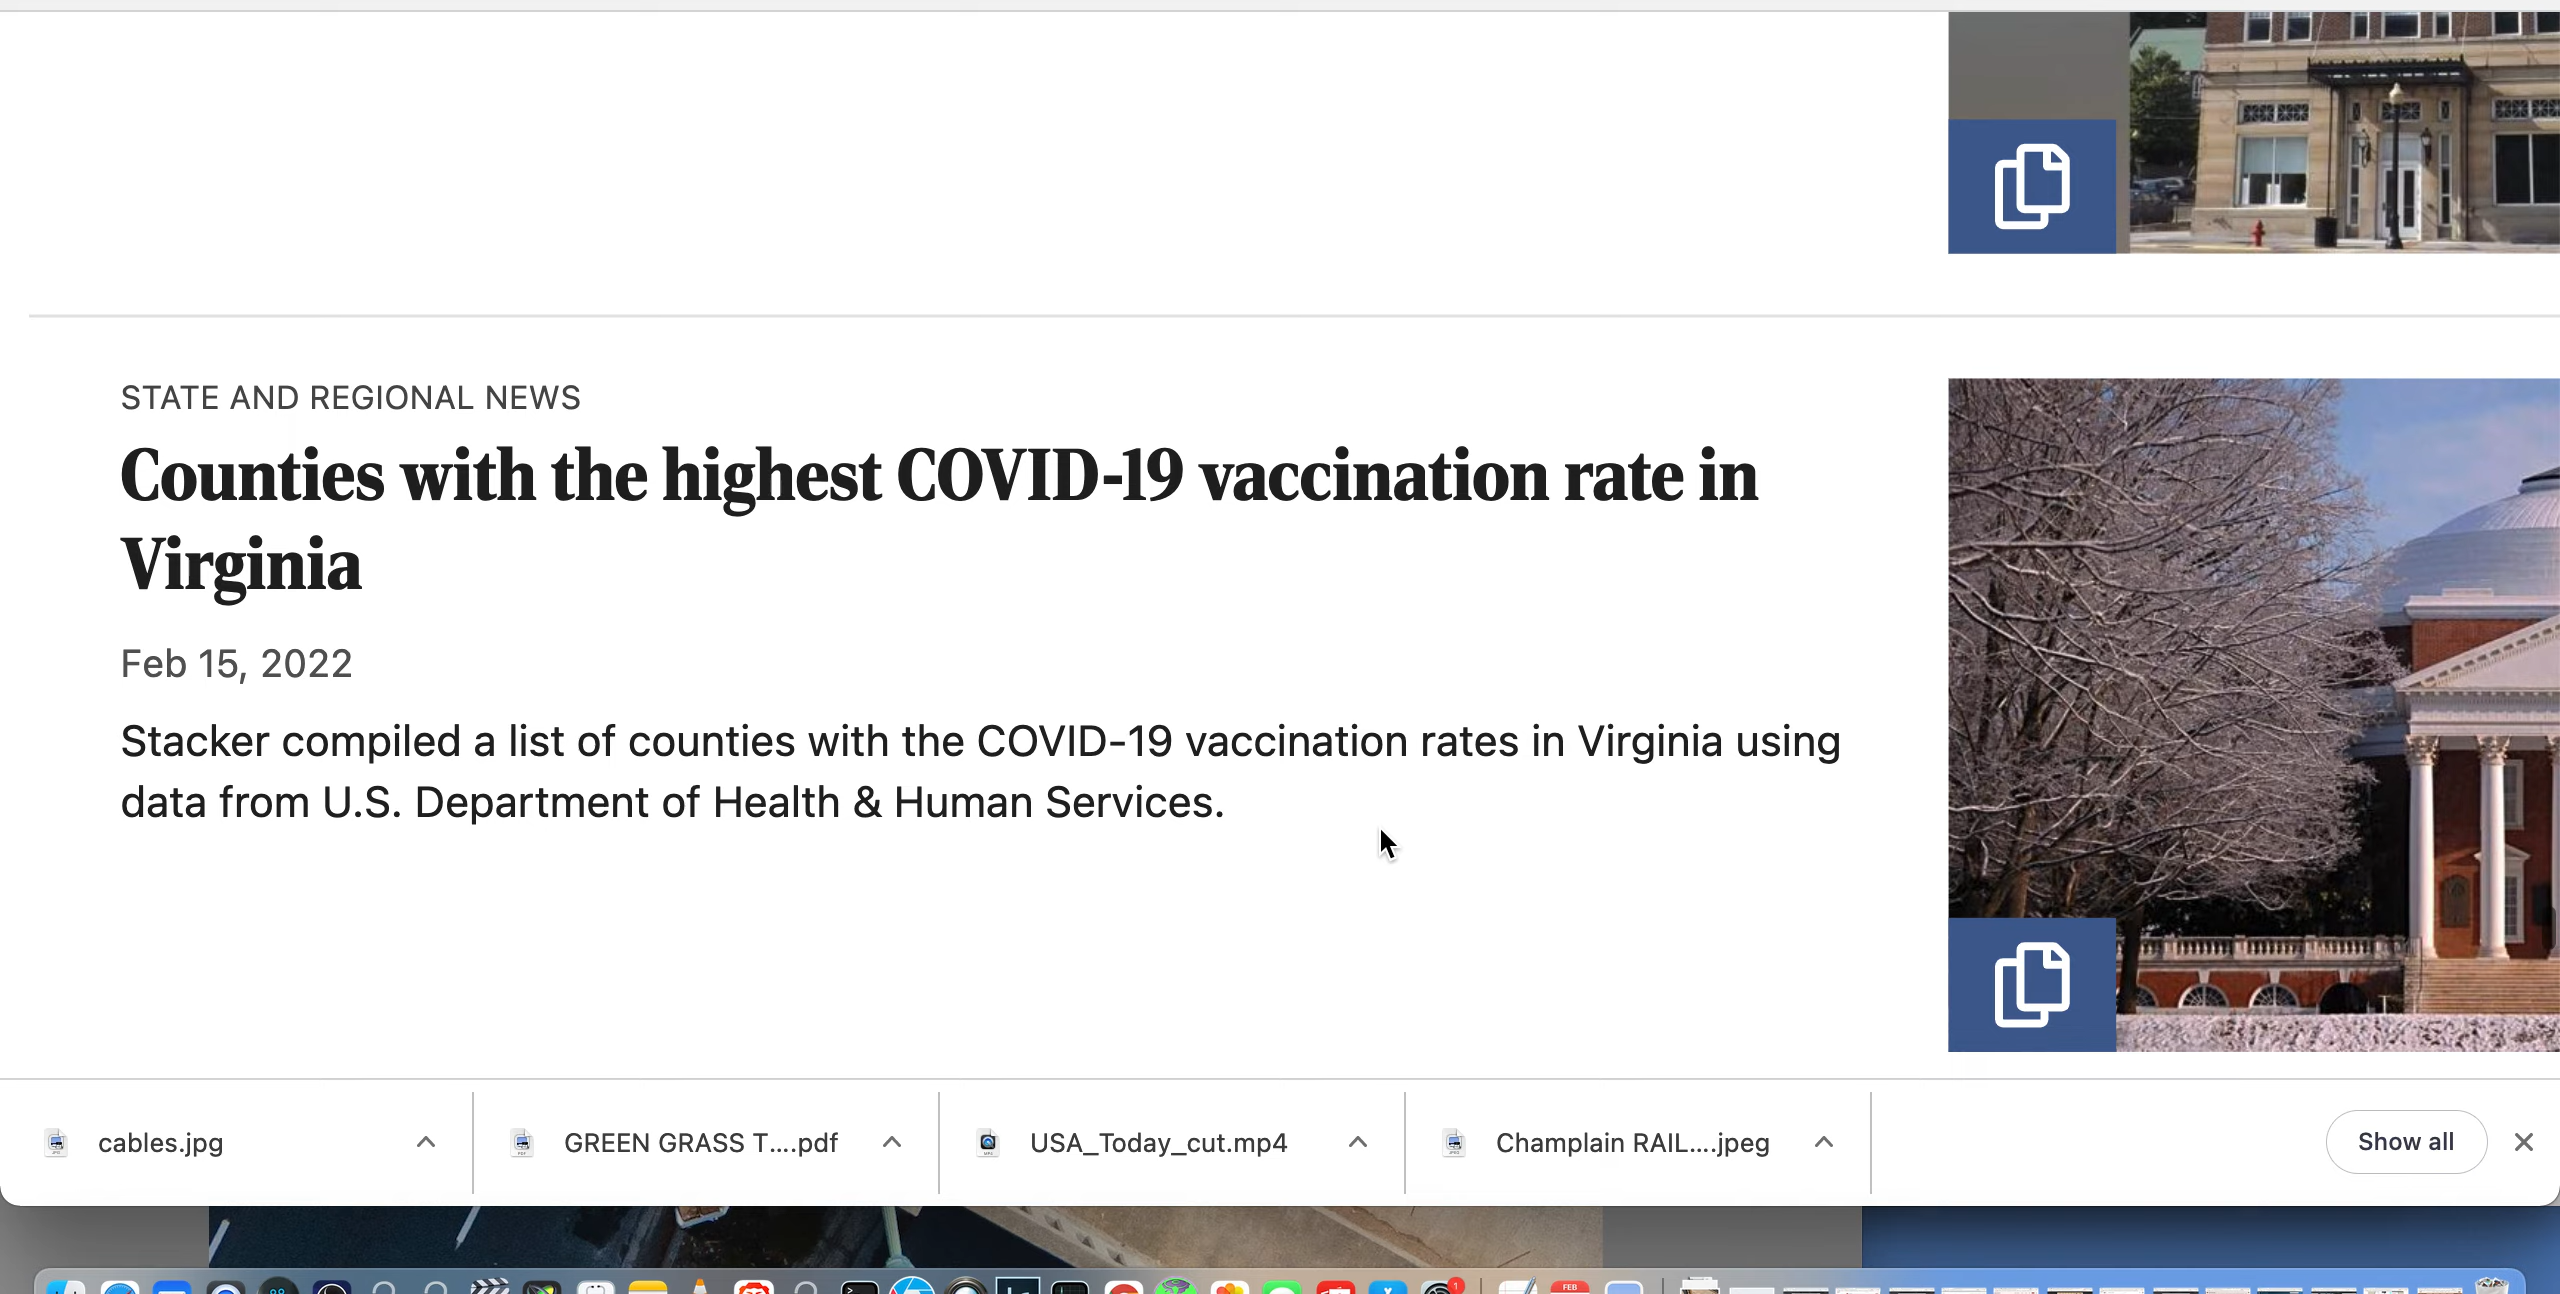 STATE AND REGIONAL NEWS
Counties with the highest COVID-19 vaccination rate in
Virginia
Feb 15, 2022
Stacker compiled a list of counties with the COVID-19 vaccination rates in Virginia using
data from U.S. Department of Health & Human Services.
cables.jpg
GREEN GRASS T....pdf
USA_Today_cut.mp4
Champlain RAIL....jpeg
Show all
1
FEB